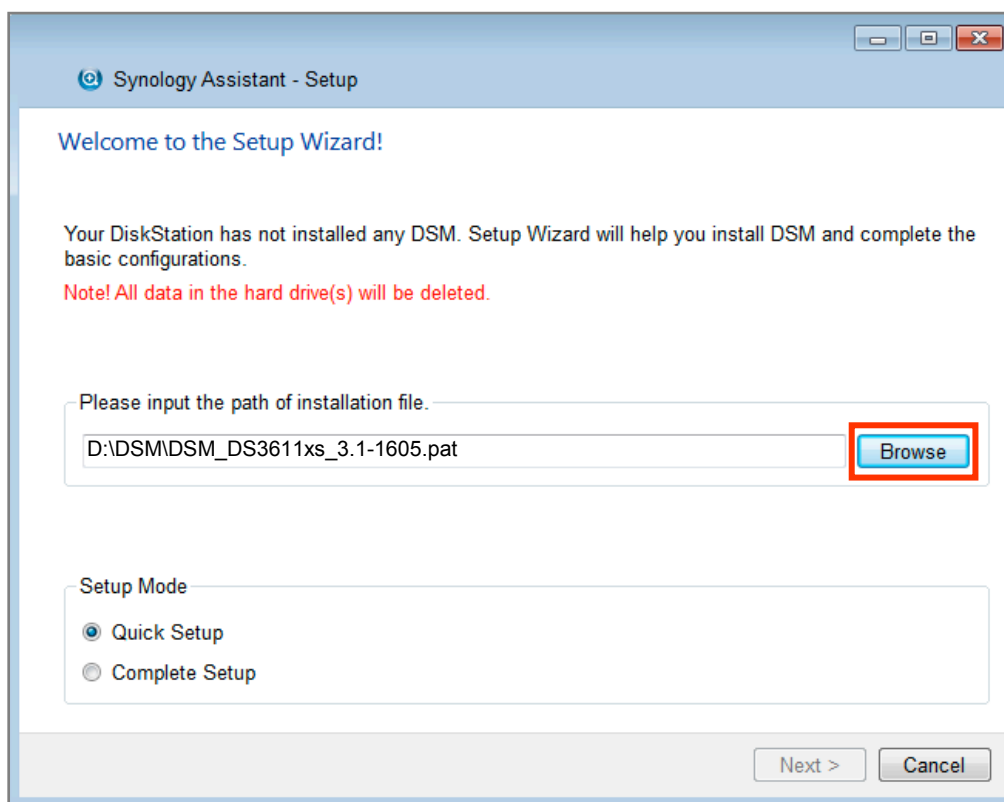 Synology Assistant - Setup
Welcome to the Setup Wizard!
Your DiskStation has not installed any DSM. Setup Wizard will help you install DSM and complete the
basic configurations.
Note! All data in the hard drive(s) will be deleted.
Please input the path of installation file.
D:\DSM\DSM_DS3611xs_3.1-1605.pat
Browse
Setup Mode
Quick Setup
Complete Setup
Next >
Cancel